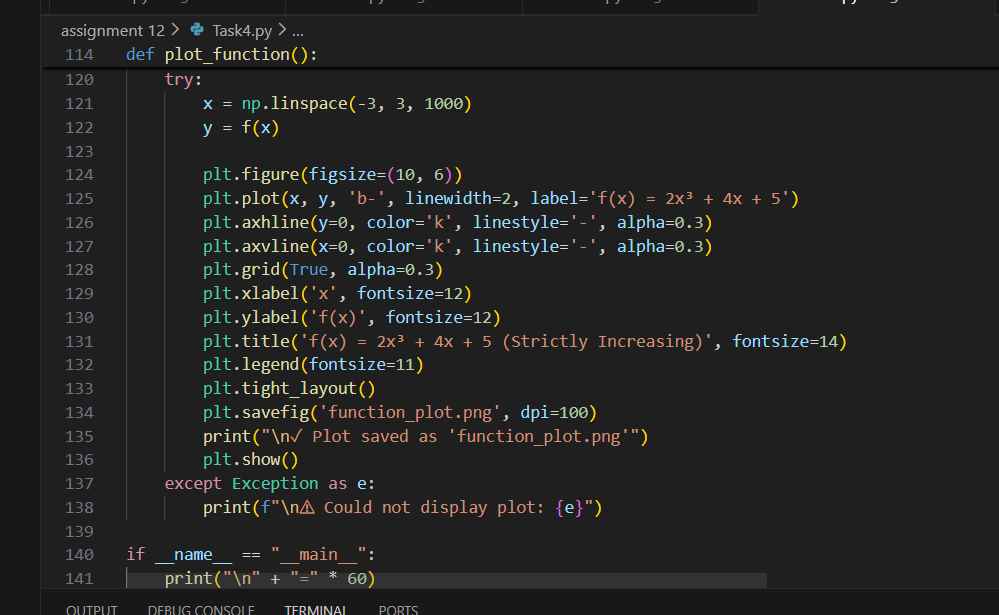 assignment 12 > Task4.py > ...
114 def plot_function():
120 try:
121 x = np.linspace(-3, 3, 1000)
122 y = f(x)
123
124 plt.figure(figsize=(10, 6))
125 plt.plot(x, y, 'b-', linewidth=2, label='f(x) = 2x³ + 4x + 5')
126 plt.axhline(y=0, color='k', linestyle='-', alpha=0.3)
127 plt.axvline(x=0, color='k', linestyle='-', alpha=0.3)
128 plt.grid(True, alpha=0.3)
129 plt.xlabel('x', fontsize=12)
130 plt.ylabel('f(x)', fontsize=12)
131 plt.title('f(x) = 2x³ + 4x + 5 (Strictly Increasing)', fontsize=14)
132 plt.legend(fontsize=11)
133 plt.tight_layout()
134 plt.savefig('function_plot.png', dpi=100)
135 print("\n✓ Plot saved as 'function_plot.png'")
136 plt.show()
137 except Exception as e:
138 print(f"\n⚠ Could not display plot: {e}")
139
140 if __name__ == "__main__":
141 print("\n" + "=" * 60)
OUTPUT DEBUG CONSOLE TERMINAL PORTS